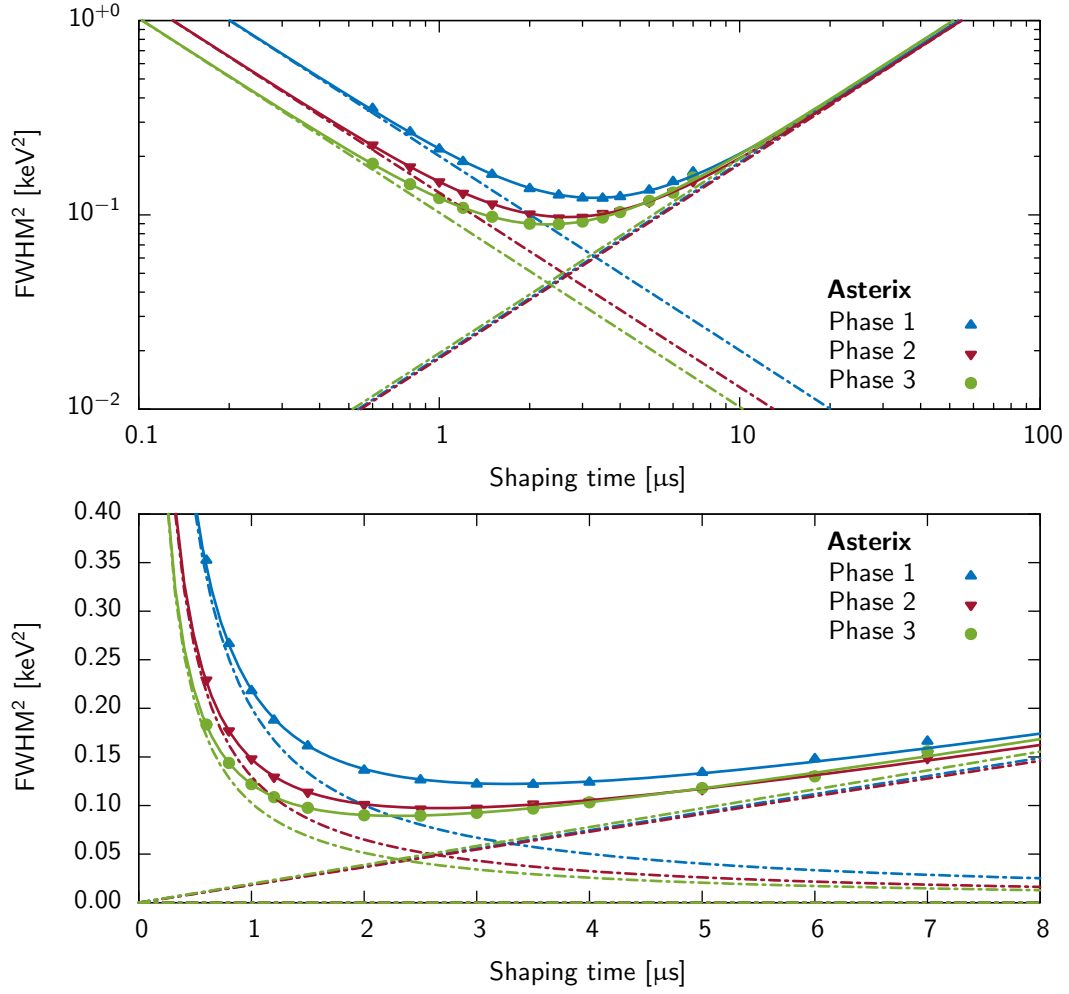 10⁺⁰
10⁻¹
10⁻²
FWHM² [keV²]
0.1
1
10
100
Shaping time [μs]
Asterix
Phase 1
Phase 2
Phase 3
0.40
0.35
0.30
0.25
0.20
0.15
0.10
0.05
0.00
FWHM² [keV²]
0
1
2
3
4
5
6
7
8
Shaping time [μs]
Asterix
Phase 1
Phase 2
Phase 3